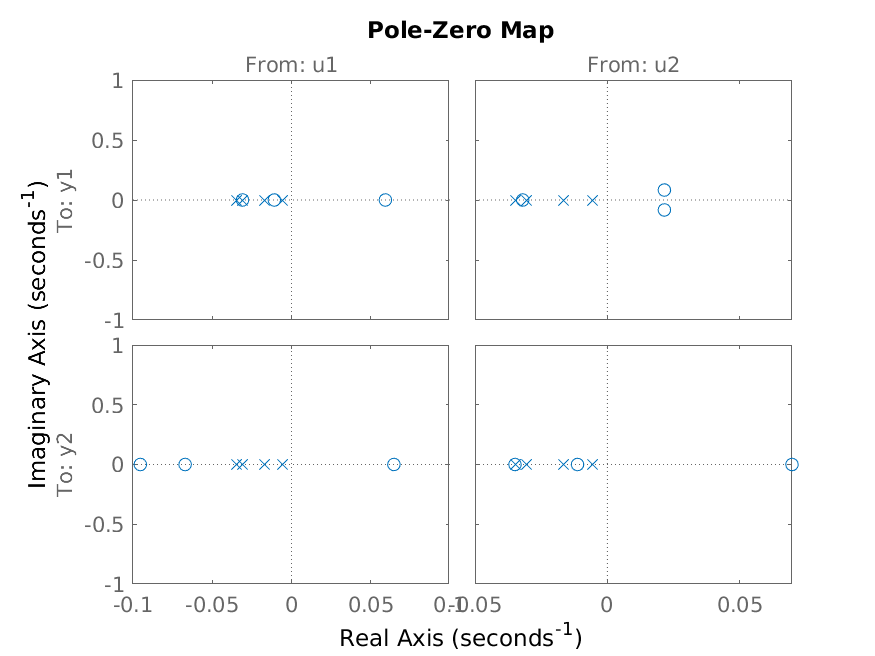 Pole-Zero Map
From: u1
From: u2
Imaginary Axis (seconds⁻¹)
To: y1
1
0.5
0
-0.5
-1
To: y2
1
0.5
0
-0.5
-1
-0.1
-0.05
0
0.05
0.1
-0.05
0
0.05
Real Axis (seconds⁻¹)